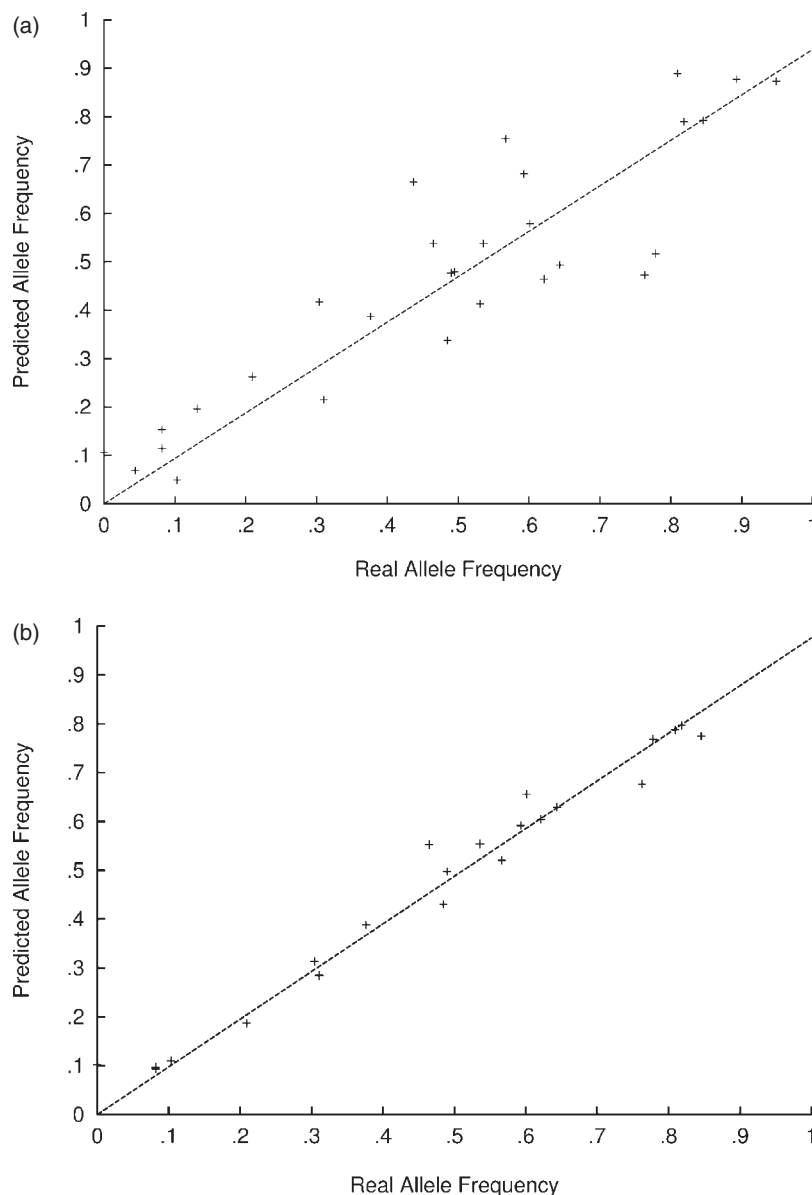 (a)
1
.9
.8
.7
.6
.5
.4
.3
.2
.1
0
Predicted Allele Frequency
0 .1 .2 .3 .4 .5 .6 .7 .8 .9 1
Real Allele Frequency
(b)
1
.9
.8
.7
.6
.5
.4
.3
.2
.1
0
Predicted Allele Frequency
0 .1 .2 .3 .4 .5 .6 .7 .8 .9 1
Real Allele Frequency